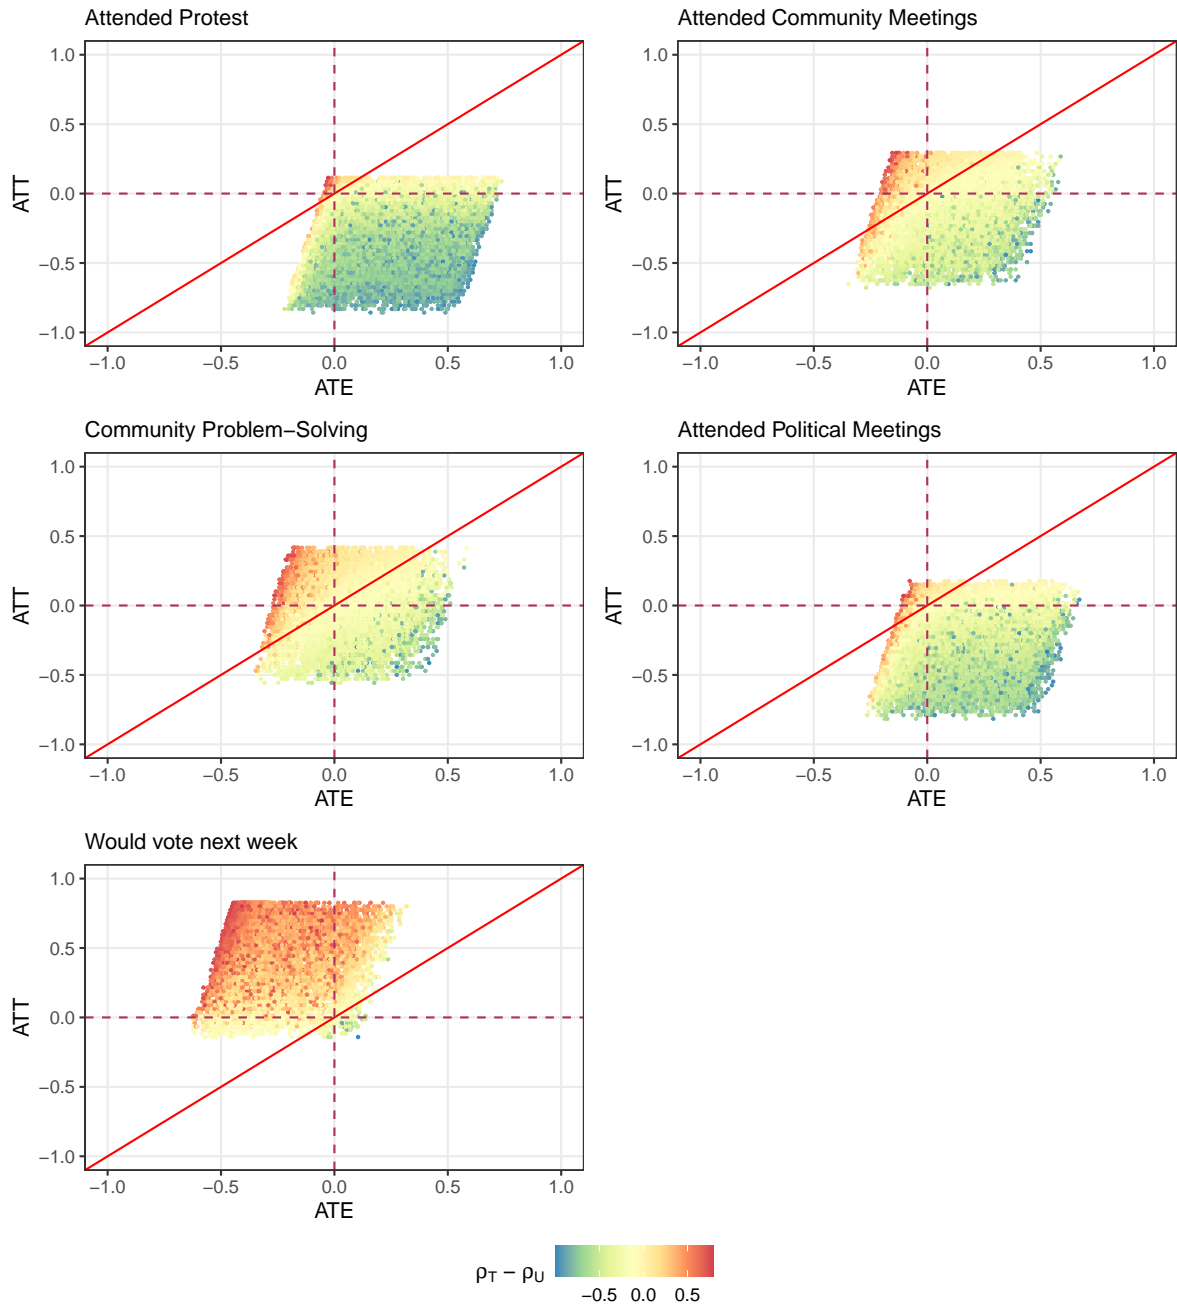 Attended Protest
1.0
0.5
0.0
−0.5
−1.0
ATT
−1.0 −0.5 0.0 0.5 1.0
ATE
Attended Community Meetings
1.0
0.5
0.0
−0.5
−1.0
ATT
−1.0 −0.5 0.0 0.5 1.0
ATE
Community Problem−Solving
1.0
0.5
0.0
−0.5
−1.0
ATT
−1.0 −0.5 0.0 0.5 1.0
ATE
Attended Political Meetings
1.0
0.5
0.0
−0.5
−1.0
ATT
−1.0 −0.5 0.0 0.5 1.0
ATE
Would vote next week
1.0
0.5
0.0
−0.5
−1.0
ATT
−1.0 −0.5 0.0 0.5 1.0
ATE
ρT − ρU
−0.5 0.0 0.5